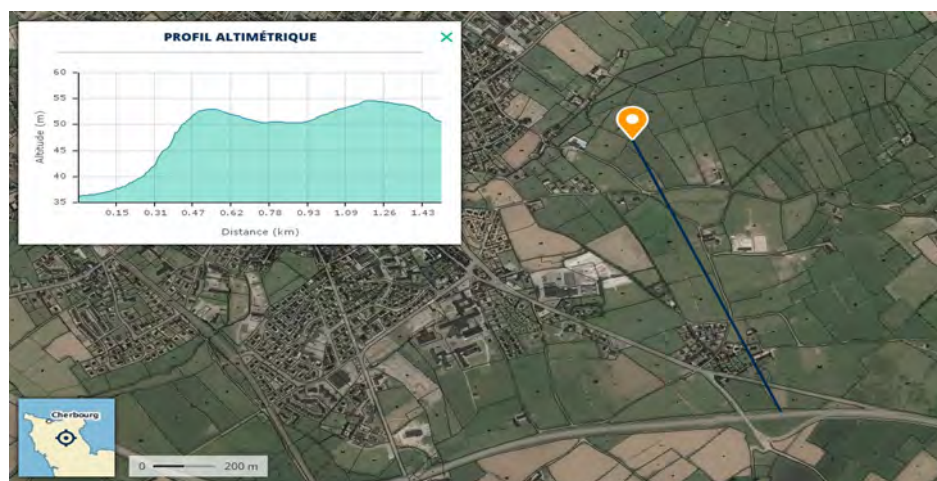 PROFIL ALTIMÉTRIQUE
60
55
50
45
40
35
Altitude (m)
0.15 0.31 0.47 0.62 0.78 0.93 1.09 1.26 1.43
Distance (km)
Cherbourg
0 200 m